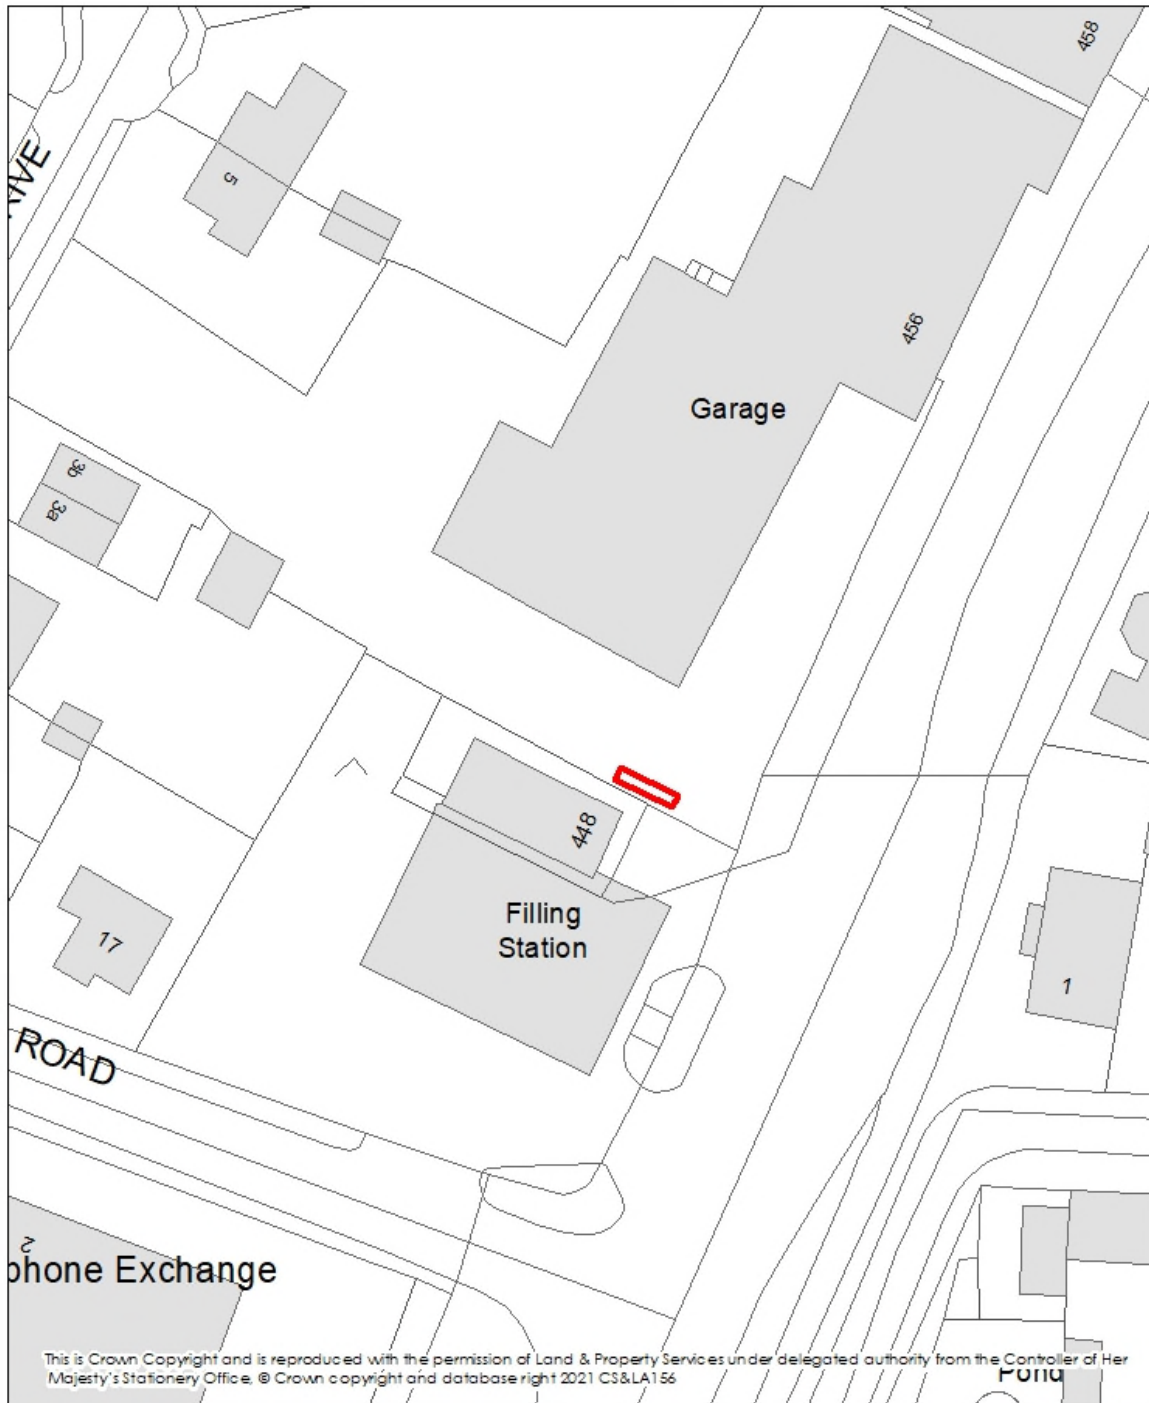 458
5
RIVE
456
Garage
3b
3a
448
Filling
Station
17
1
ROAD
2
phone Exchange
This is Crown Copyright and is reproduced with the permission of Land & Property Services under delegated authority from the Controller of Her
Majesty's Stationery Office, © Crown copyright and database right 2021 CS&LA156
Pond